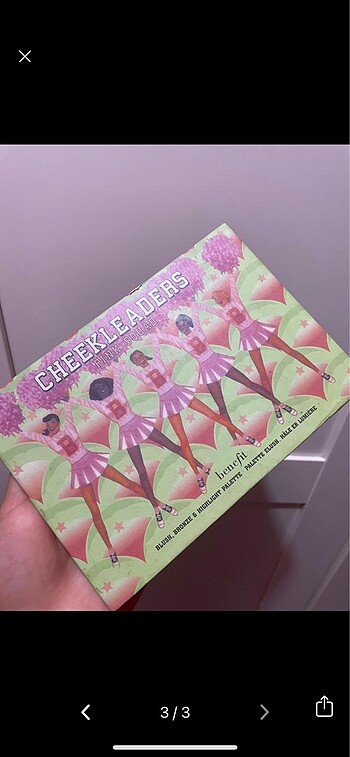 CHEEKLEADERS
PINK SQUAD
benefit
BLUSH, BRONZE & HIGHLIGHT PALETTE PALETTE BLUSH, HÂLE ET LUMIÈRE
3/3